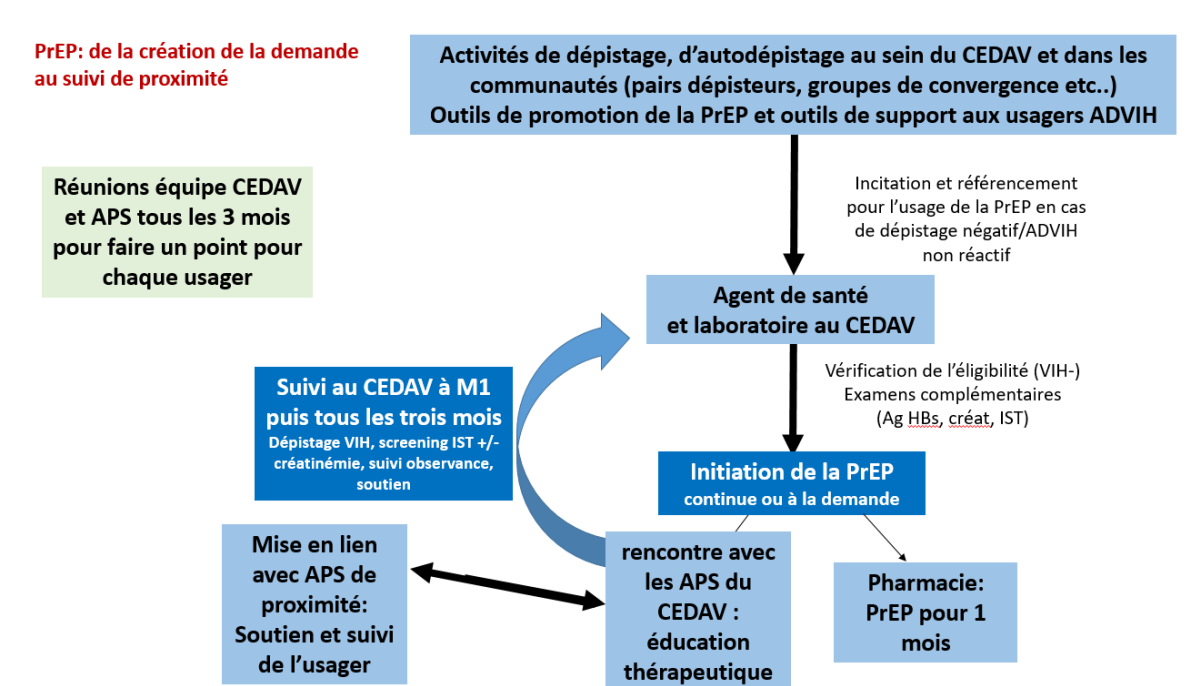 PrEP: de la création de la demande
au suivi de proximité
Activités de dépistage, d’autodépistage au sein du CEDAV et dans les
communautés (pairs dépisteurs, groupes de convergence etc..)
Outils de promotion de la PrEP et outils de support aux usagers ADVIH
Réunions équipe CEDAV
et APS tous les 3 mois
pour faire un point pour
chaque usager
Incitation et référencement
pour l’usage de la PrEP en cas
de dépistage négatif/ADVIH
non réactif
Agent de santé
et laboratoire au CEDAV
Vérification de l’éligibilité (VIH-)
Examens complémentaires
(Ag HBs, créat, IST)
Suivi au CEDAV à M1
puis tous les trois mois
Dépistage VIH, screening IST +/-
créatinémie, suivi observance,
soutien
Initiation de la PrEP
continue ou à la demande
Mise en lien
avec APS de
proximité:
Soutien et suivi
de l’usager
rencontre avec
les APS du
CEDAV :
éducation
thérapeutique
Pharmacie:
PrEP pour 1
mois